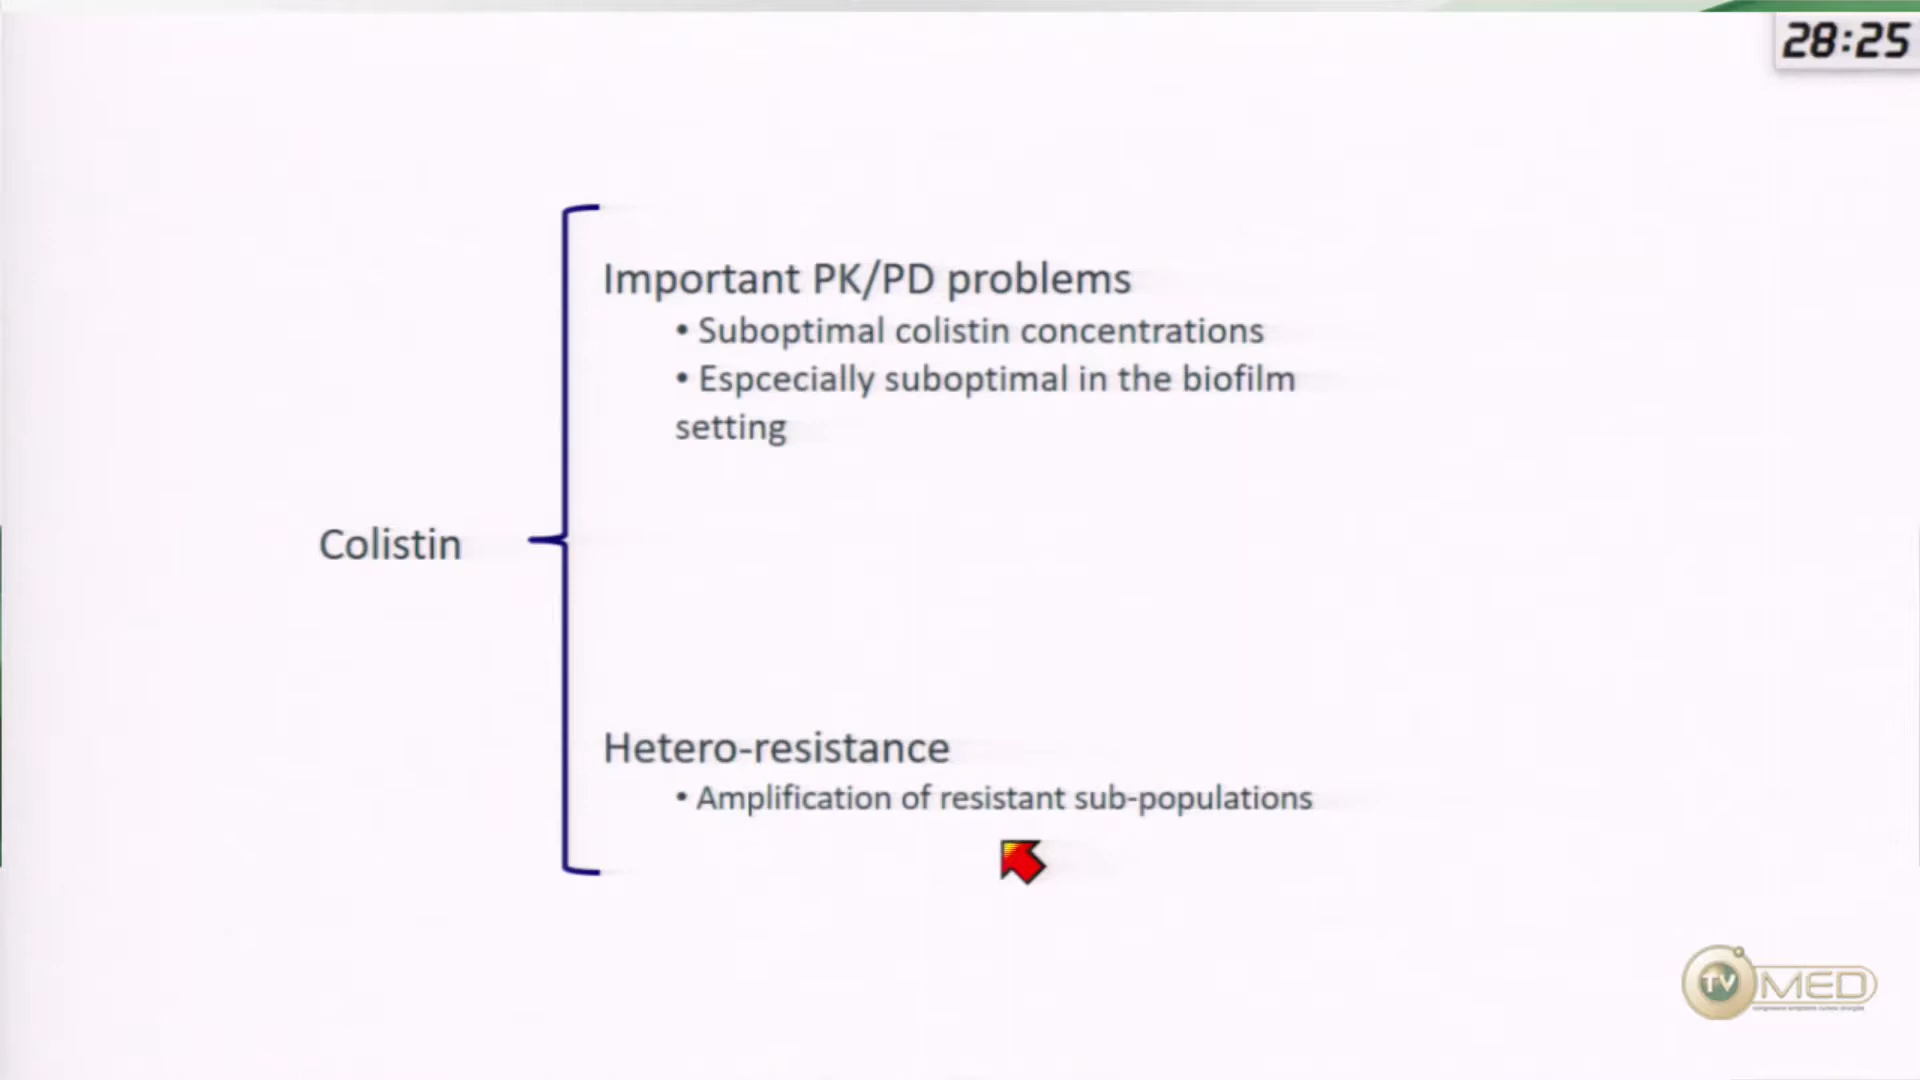 28:25
Important PK/PD problems
• Suboptimal colistin concentrations
• Espcecially suboptimal in the biofilm
setting
Colistin
Hetero-resistance
• Amplification of resistant sub-populations
TV MED